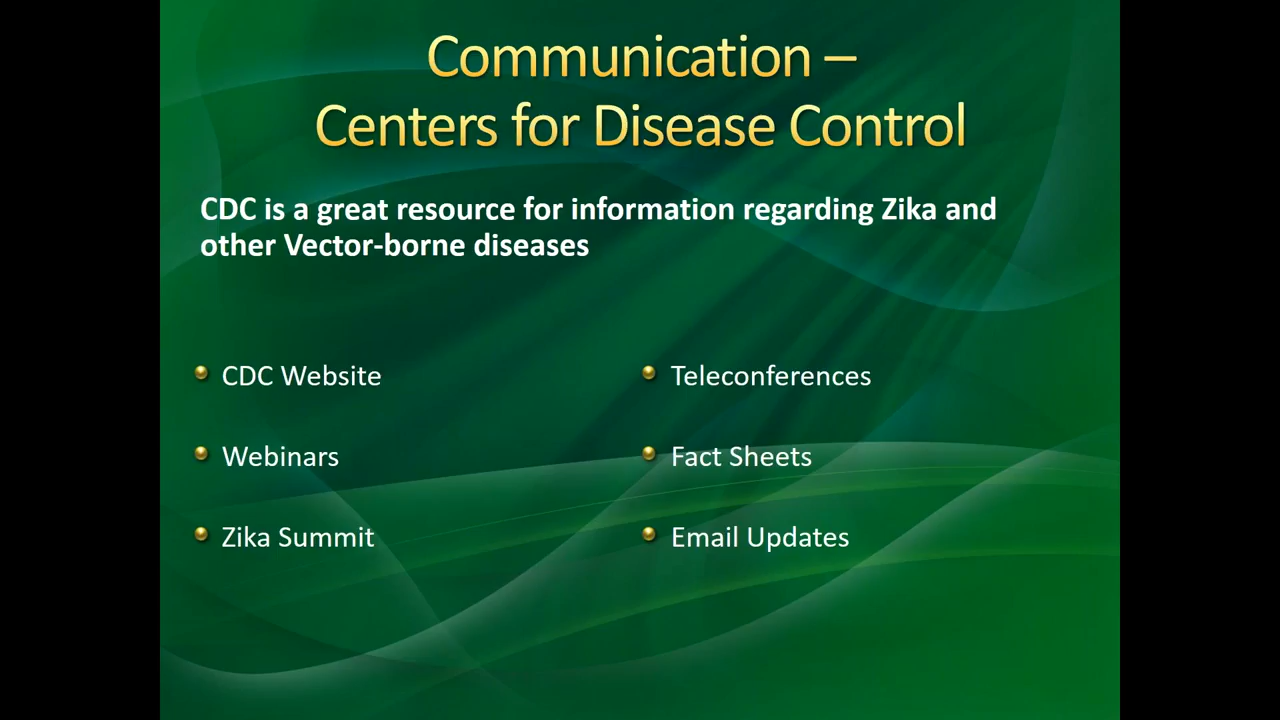 Communication –
Centers for Disease Control
CDC is a great resource for information regarding Zika and
other Vector-borne diseases
CDC Website
Webinars
Zika Summit
Teleconferences
Fact Sheets
Email Updates